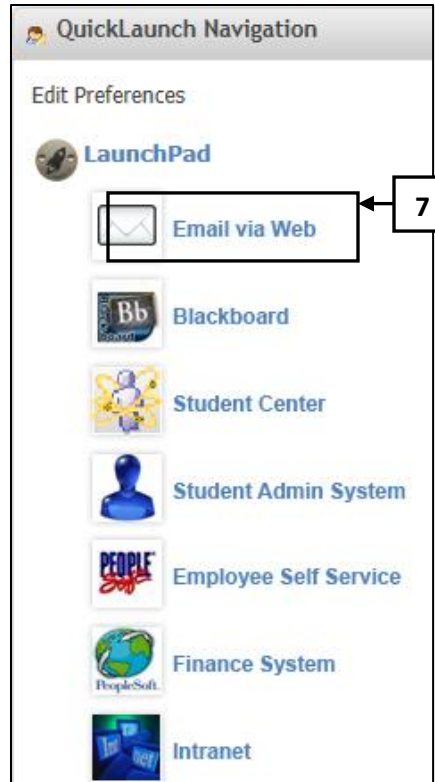 QuickLaunch Navigation
Edit Preferences
LaunchPad
Email via Web
7
Bb
Blackboard
Student Center
Student Admin System
PEOPLE
Soft
Employee Self Service
PeopleSoft.
Finance System
Intranet